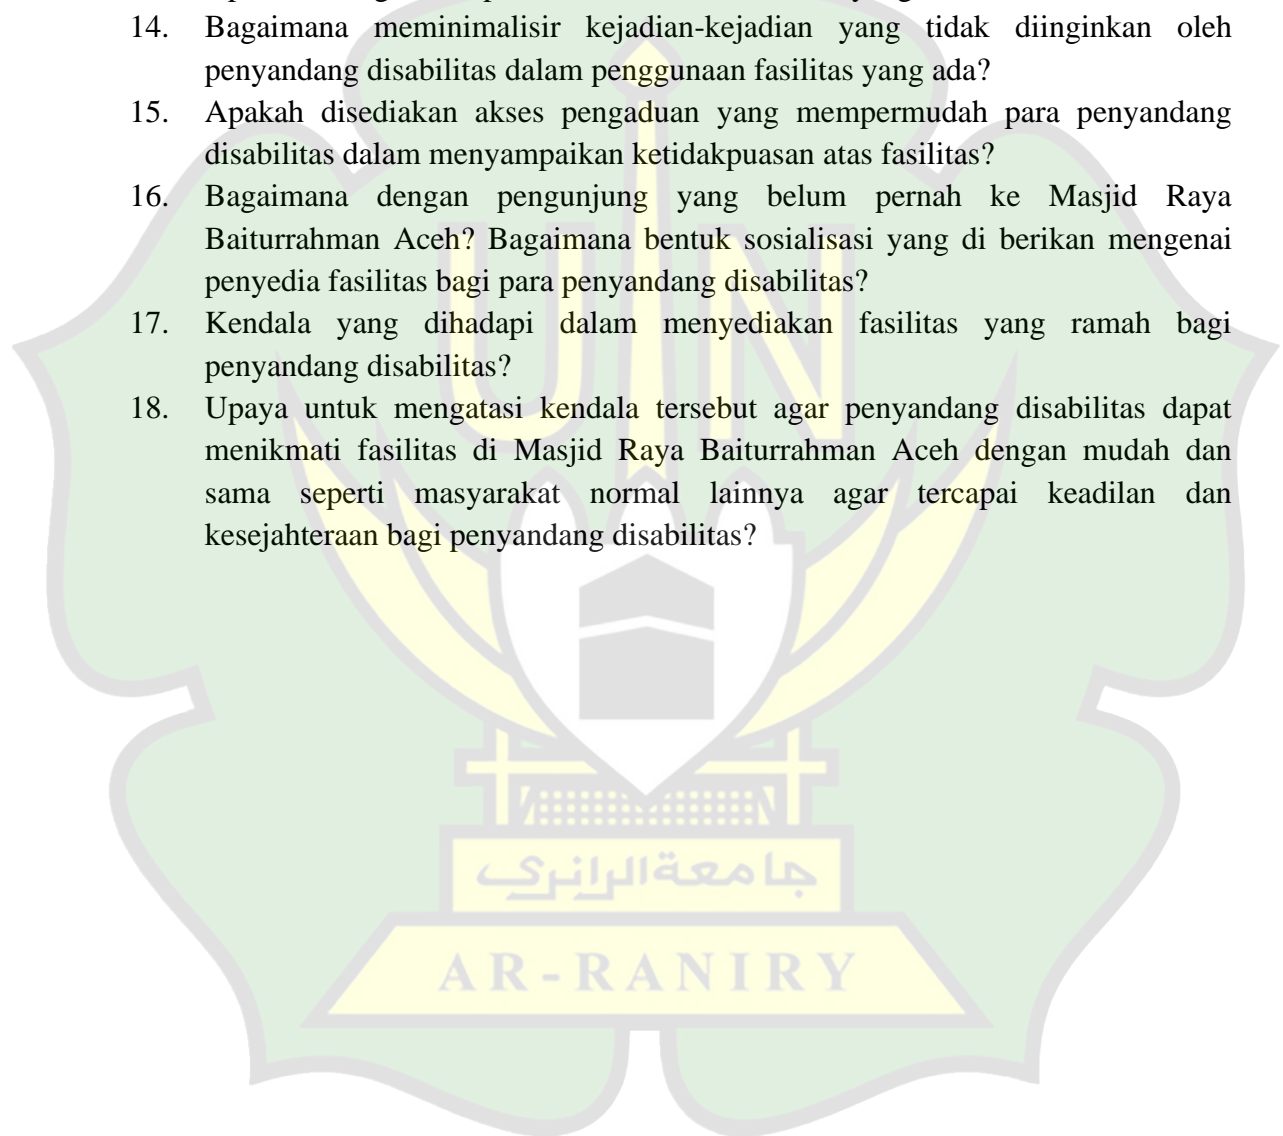 14. Bagaimana meminimalisir kejadian-kejadian yang tidak diinginkan oleh
penyandang disabilitas dalam penggunaan fasilitas yang ada?
15. Apakah disediakan akses pengaduan yang mempermudah para penyandang
disabilitas dalam menyampaikan ketidakpuasan atas fasilitas?
16. Bagaimana dengan pengunjung yang belum pernah ke Masjid Raya
Baiturrahman Aceh? Bagaimana bentuk sosialisasi yang di berikan mengenai
penyedia fasilitas bagi para penyandang disabilitas?
17. Kendala yang dihadapi dalam menyediakan fasilitas yang ramah bagi
penyandang disabilitas?
18. Upaya untuk mengatasi kendala tersebut agar penyandang disabilitas dapat
menikmati fasilitas di Masjid Raya Baiturrahman Aceh dengan mudah dan
sama seperti masyarakat normal lainnya agar tercapai keadilan dan
kesejahteraan bagi penyandang disabilitas?
UIN
جامعة الرانري
AR-RANIRY